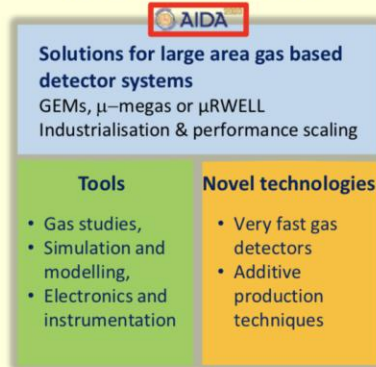 AIDA
Solutions for large area gas based
detector systems
GEMs, µ–megas or µRWELL
Industrialisation & performance scaling
Tools
• Gas studies,
• Simulation and
modelling,
• Electronics and
instrumentation
Novel technologies
• Very fast gas
detectors
• Additive
production
techniques